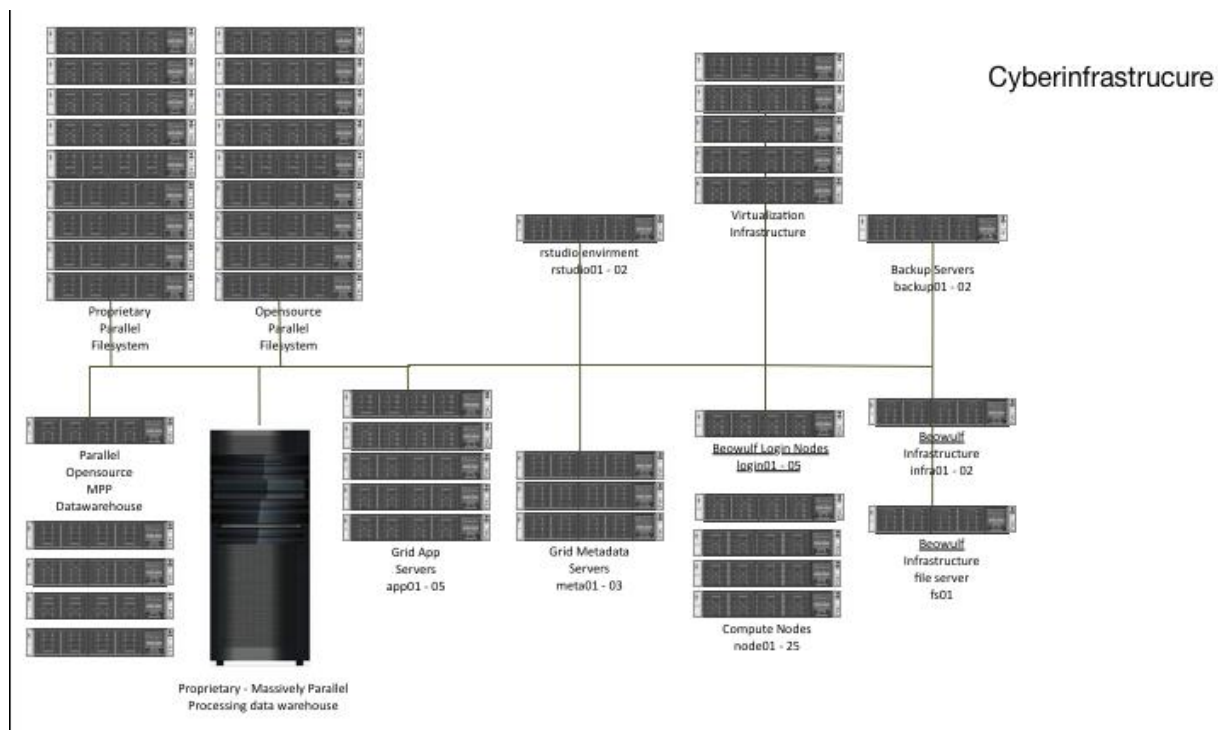 Cyberinfrastrucure
Virtualization
Infrastructure
rstudio envirment
rstudio01 - 02
Backup Servers
backup01 - 02
Proprietary
Parallel
Filesystem
Opensource
Parallel
Filesystem
Parallel
Opensource
MPP
Datawarehouse
Proprietary - Massively Parallel
Processing data warehouse
Grid App
Servers
app01 - 05
Grid Metadata
Servers
meta01 - 03
Beowulf Login Nodes
login01 - 05
Compute Nodes
node01 - 25
Beowulf
Infrastructure
infra01 - 02
Beowulf
Infrastructure
file server
fs01